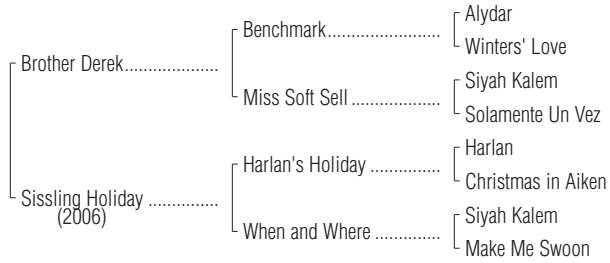 Alydar
Benchmark...........................
Winters' Love
Brother Derek......................
Siyah Kalem
Miss Soft Sell .....................
Solamente Un Vez
Harlan
Harlan's Holiday ................
Christmas in Aiken
Sissling Holiday ................
(2006)
Siyah Kalem
When and Where ...............
Make Me Swoon